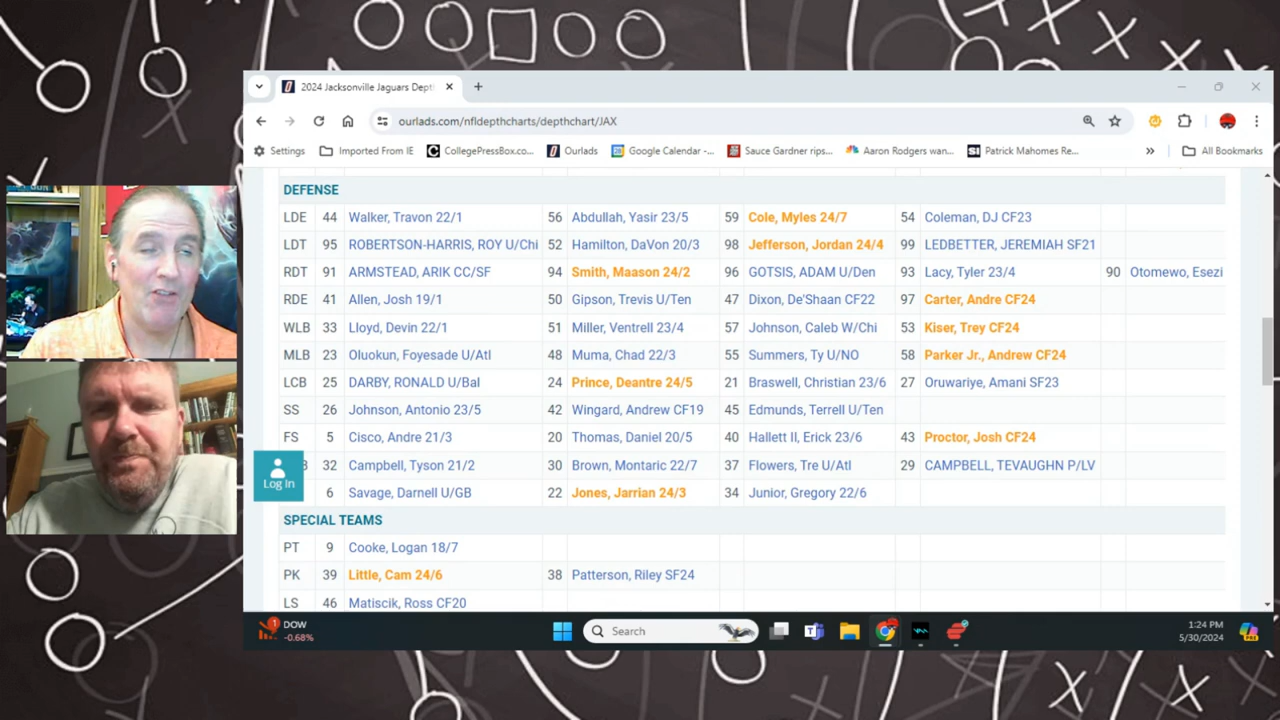 2024 Jacksonville Jaguars Dept
ourlads.com/nfldepthcharts/depthchart/JAX
Settings Imported From IE CollegePressBox.co... Ourlads Google Calendar -... Sauce Gardner rips... Aaron Rodgers wan... Patrick Mahomes Re... » All Bookmarks
DEFENSE
LDE 44 Walker, Travon 22/1 56 Abdullah, Yasir 23/5 59 Cole, Myles 24/7 54 Coleman, DJ CF23
LDT 95 ROBERTSON-HARRIS, ROY U/Chi 52 Hamilton, DaVon 20/3 98 Jefferson, Jordan 24/4 99 LEDBETTER, JEREMIAH SF21
RDT 91 ARMSTEAD, ARIK CC/SF 94 Smith, Maason 24/2 96 GOTSIS, ADAM U/Den 93 Lacy, Tyler 23/4 90 Otomewo, Esezi
RDE 41 Allen, Josh 19/1 50 Gipson, Trevis U/Ten 47 Dixon, De'Shaan CF22 97 Carter, Andre CF24
WLB 33 Lloyd, Devin 22/1 51 Miller, Ventrell 23/4 57 Johnson, Caleb W/Chi 53 Kiser, Trey CF24
MLB 23 Oluokun, Foyesade U/Atl 48 Muma, Chad 22/3 55 Summers, Ty U/NO 58 Parker Jr., Andrew CF24
LCB 25 DARBY, RONALD U/Bal 24 Prince, Deantre 24/5 21 Braswell, Christian 23/6 27 Oruwariye, Amani SF23
SS 26 Johnson, Antonio 23/5 42 Wingard, Andrew CF19 45 Edmunds, Terrell U/Ten
FS 5 Cisco, Andre 21/3 20 Thomas, Daniel 20/5 40 Hallett II, Erick 23/6 43 Proctor, Josh CF24
B 32 Campbell, Tyson 21/2 30 Brown, Montaric 22/7 37 Flowers, Tre U/Atl 29 CAMPBELL, TEVAUGHN P/LV
Log In
6 Savage, Darnell U/GB 22 Jones, Jarrian 24/3 34 Junior, Gregory 22/6
SPECIAL TEAMS
PT 9 Cooke, Logan 18/7
PK 39 Little, Cam 24/6 38 Patterson, Riley SF24
LS 46 Matiscik, Ross CF20
1 DOW
-0.68%
Search
1:24 PM
5/30/2024